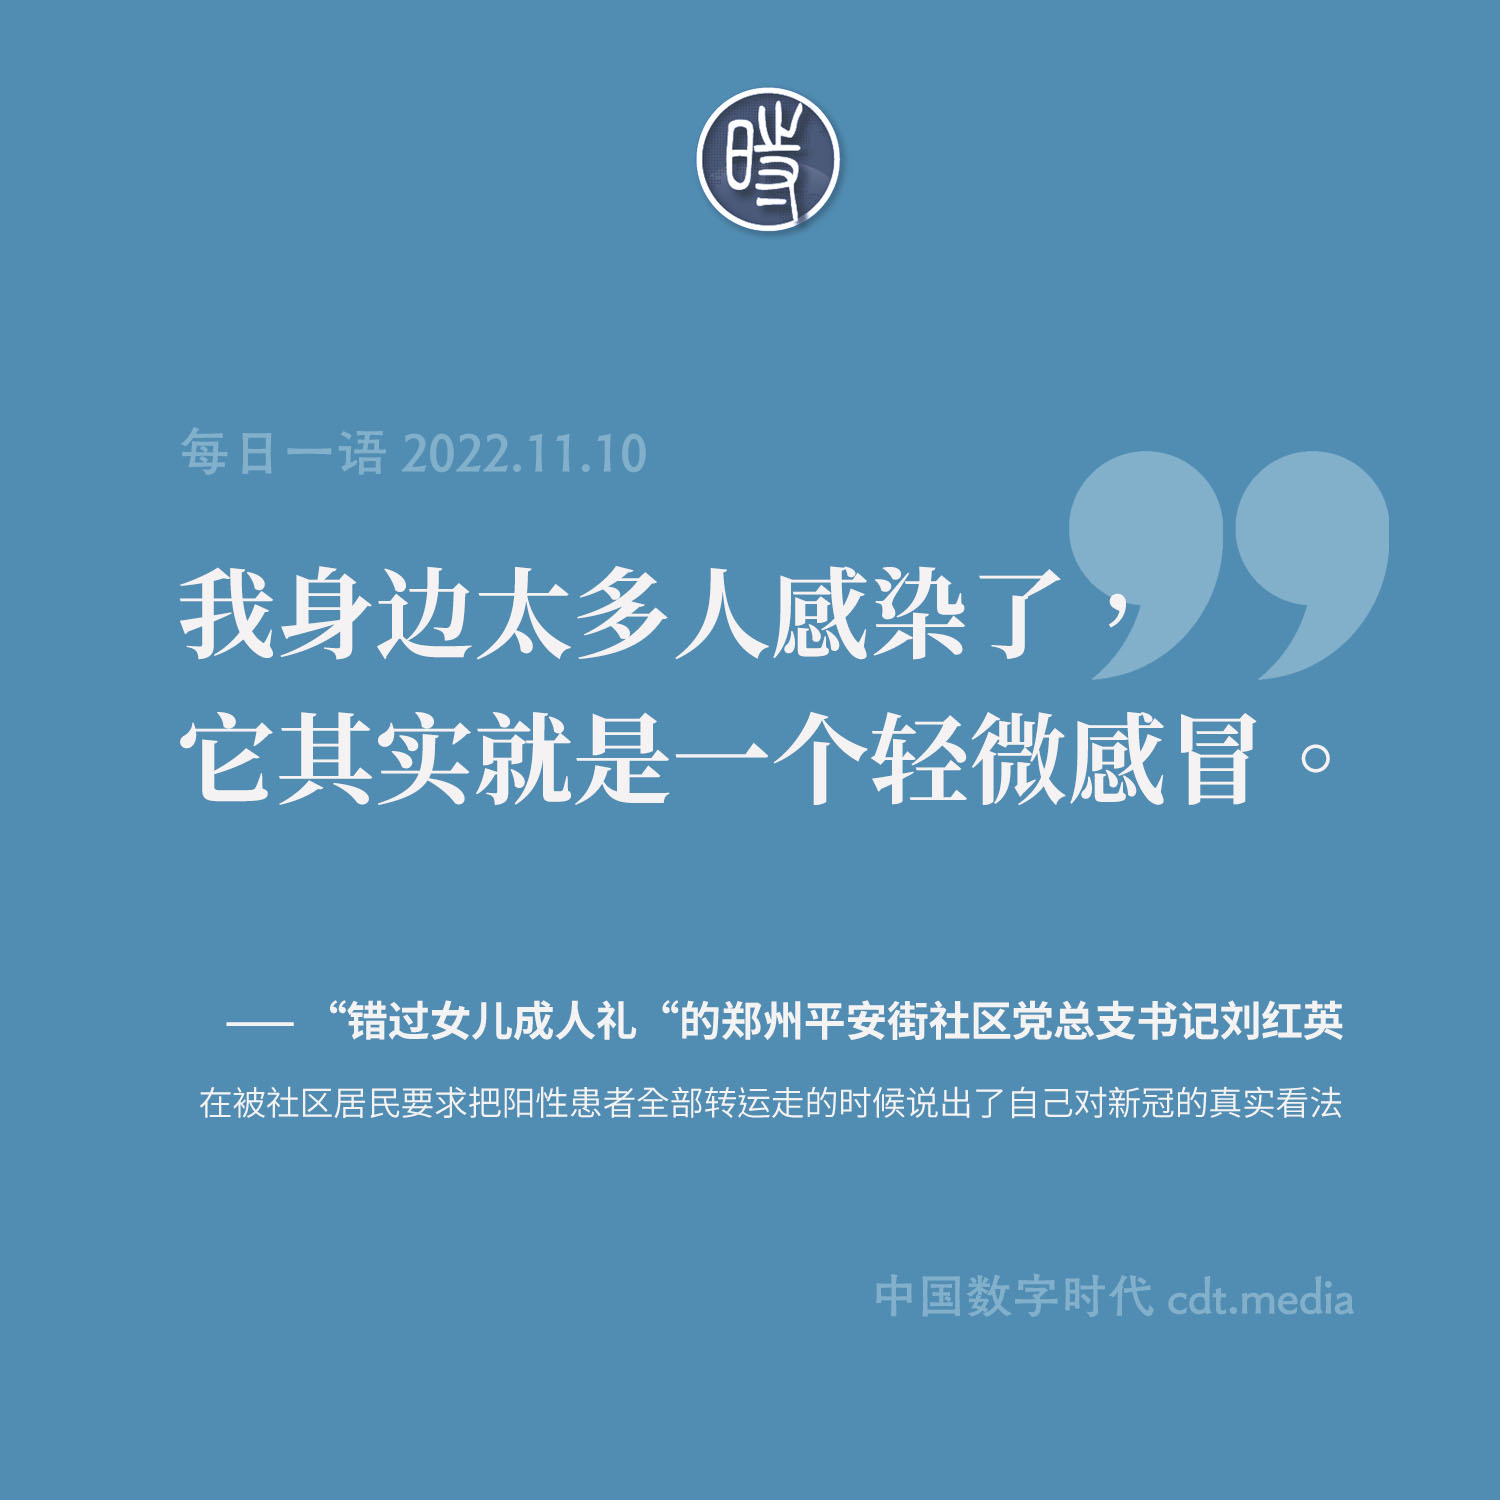 時
每日一语 2022.11.10
我身边太多人感染了，
它其实就是一个轻微感冒。
—— “错过女儿成人礼“的郑州平安街社区党总支书记刘红英
在被社区居民要求把阳性患者全部转运走的时候说出了自己对新冠的真实看法
中国数字时代 cdt.media